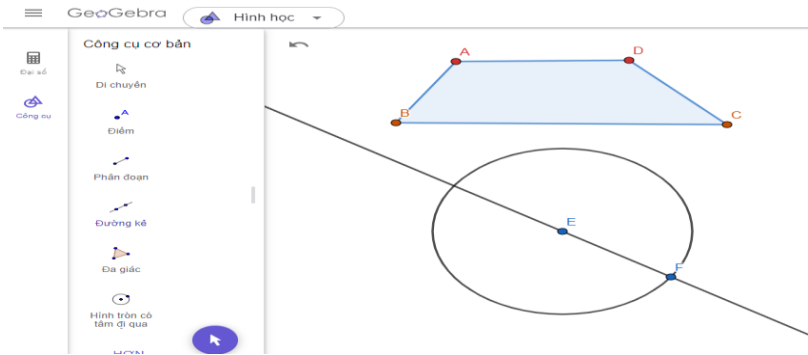 GeoGebra
Hình học
Công cụ cơ bản
Đại số
Di chuyển
Công cụ
A
Điểm
Phân đoạn
Đường kẻ
Đa giác
Hình tròn có
tâm đi qua
HƠN
A
D
B
C
E
F